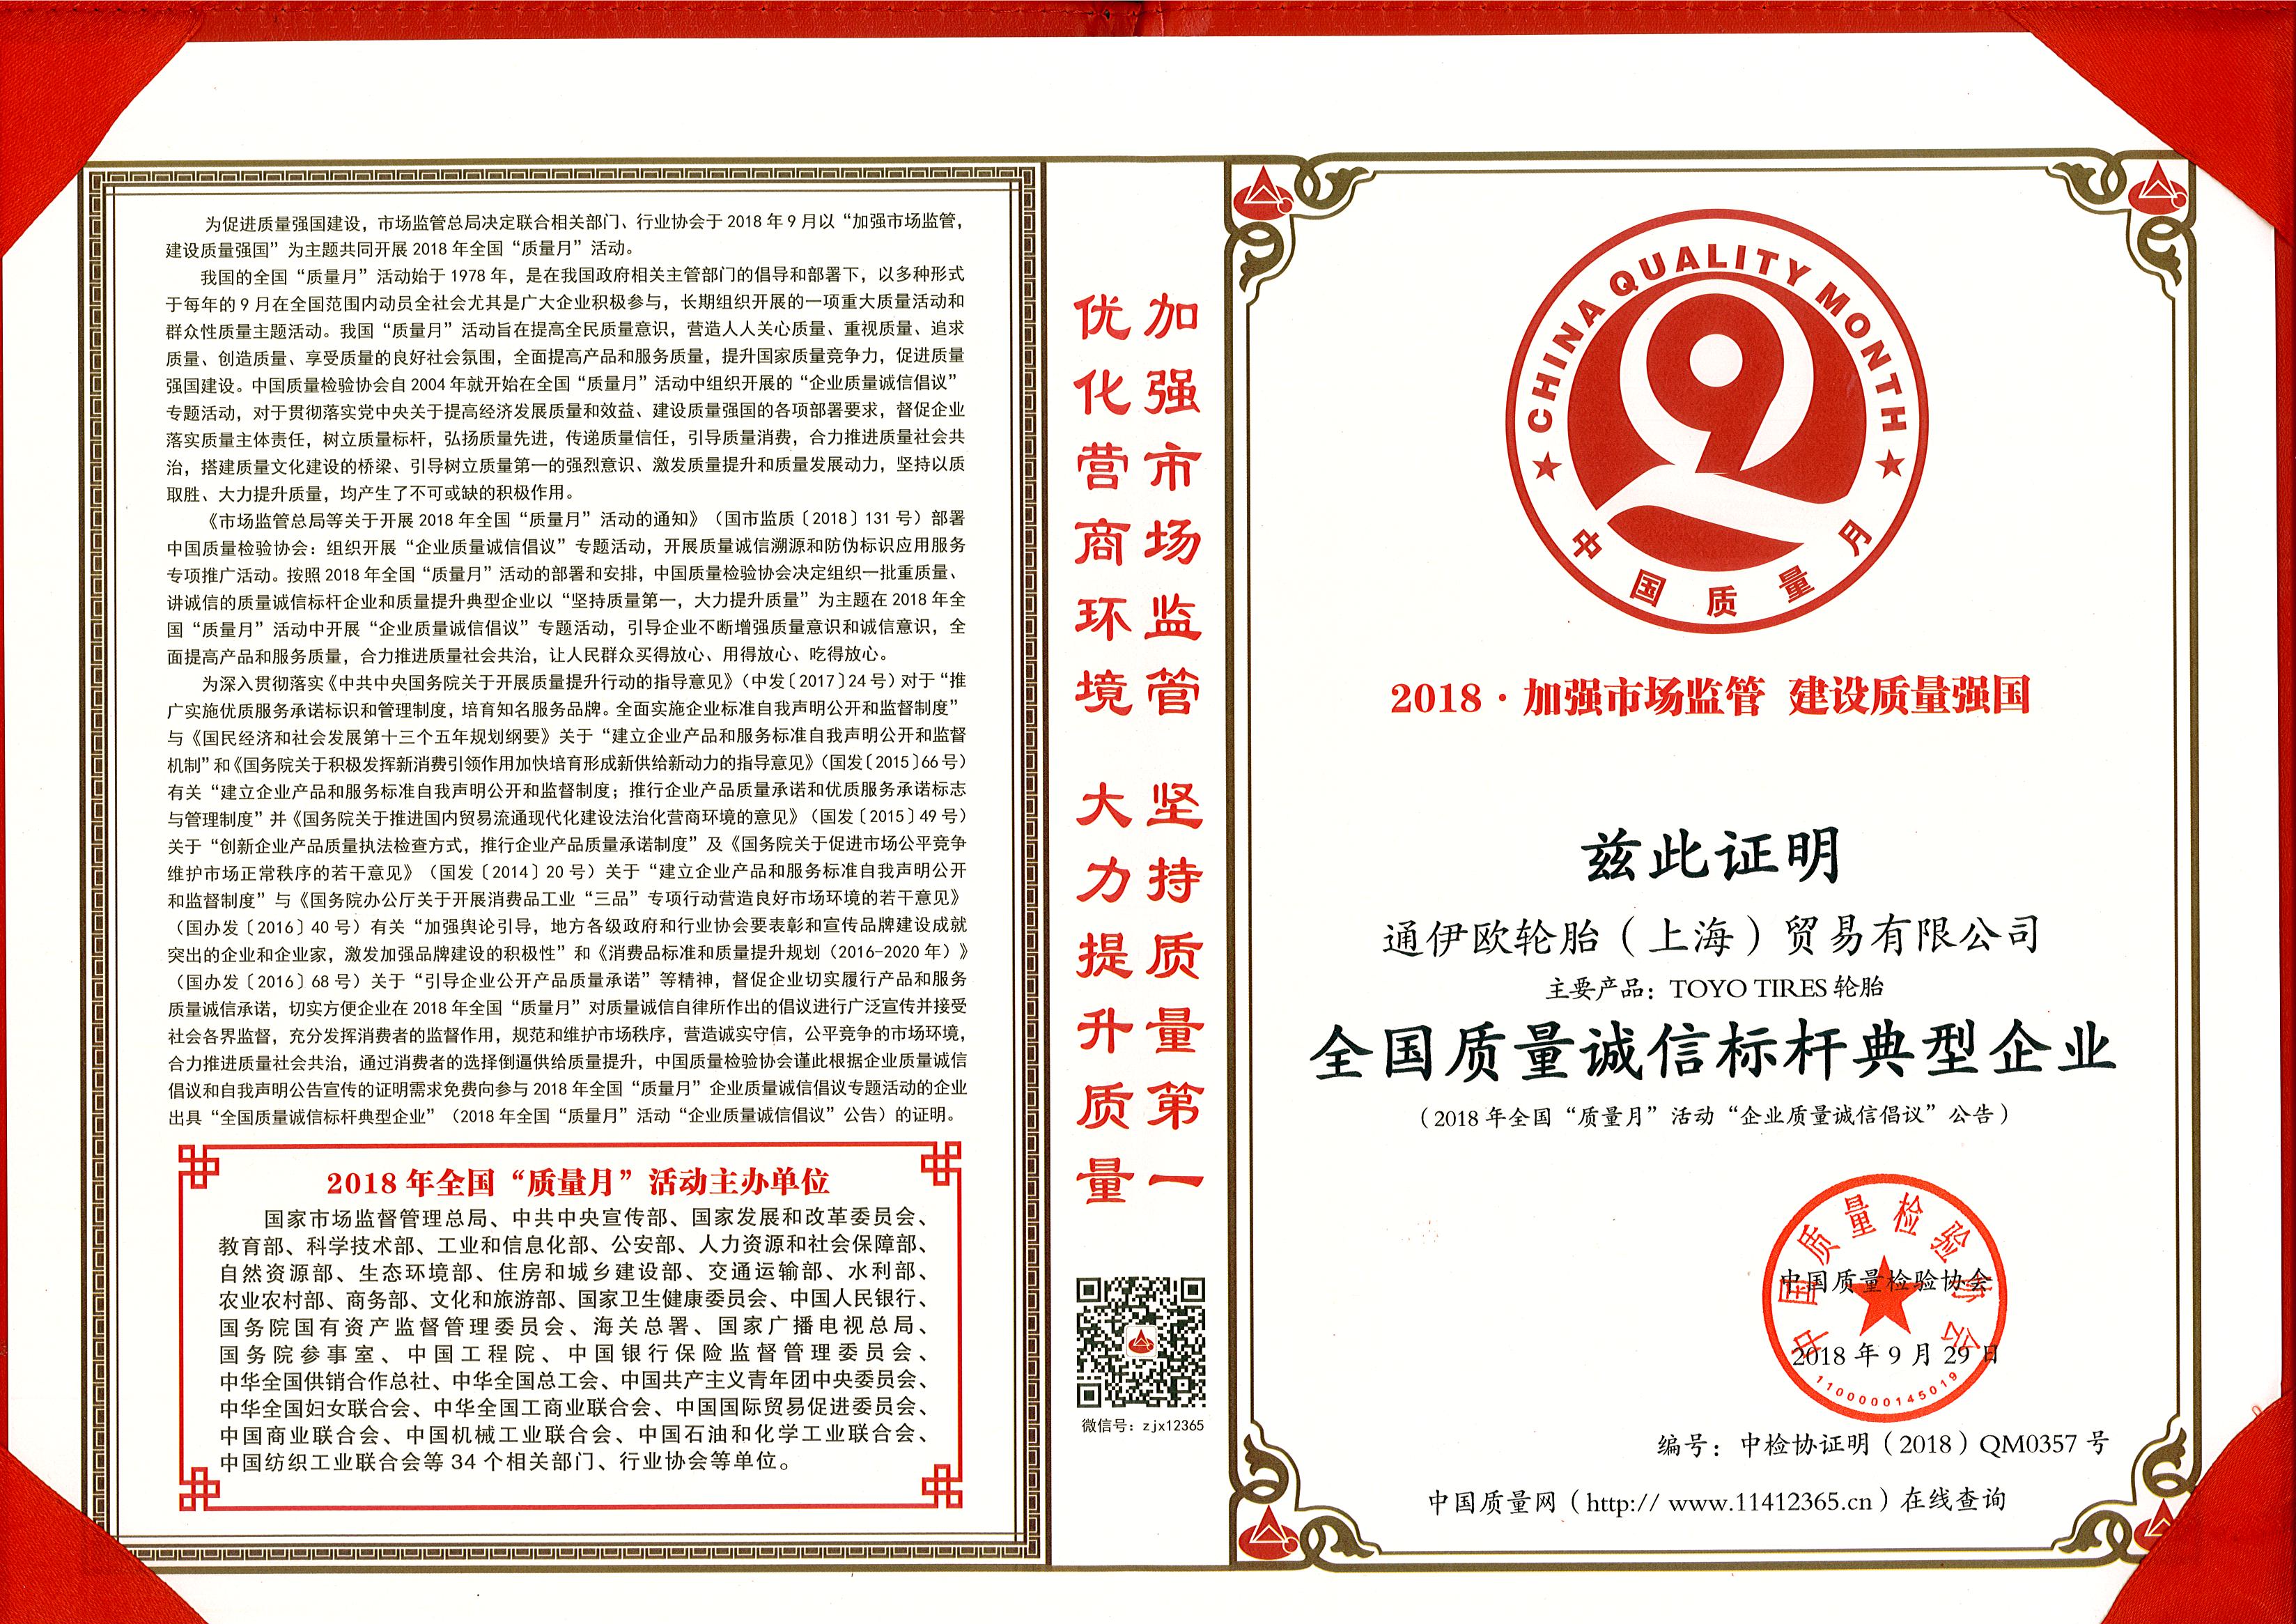 为促进质量强国建设，市场监管总局决定联合相关部门、行业协会于 2018 年 9 月以“加强市场监管，
建设质量强国”为主题共同开展 2018 年全国“质量月”活动。
我国的全国“质量月”活动始于 1978 年，是在我国政府相关主管部门的倡导和部署下，以多种形式
于每年的 9 月在全国范围内动员全社会尤其是广大企业积极参与，长期组织开展的一项重大质量活动和
群众性质量主题活动。我国“质量月”活动旨在提高全民质量意识，营造人人关心质量、重视质量、追求
质量、创造质量、享受质量的良好社会氛围，全面提高产品和服务质量，提升国家质量竞争力，促进质量
强国建设。中国质量检验协会自 2004 年就开始在全国“质量月”活动中组织开展的“企业质量诚信倡议”
专题活动，对于贯彻落实党中央关于提高经济发展质量和效益、建设质量强国的各项部署要求，督促企业
落实质量主体责任，树立质量标杆，弘扬质量先进，传递质量信任，引导质量消费，合力推进质量社会共
治，搭建质量文化建设的桥梁、引导树立质量第一的强烈意识、激发质量提升和质量发展动力，坚持以质
取胜、大力提升质量，均产生了不可或缺的积极作用。
《市场监管总局等关于开展 2018 年全国“质量月”活动的通知》（国市监质〔2018〕131 号）部署
中国质量检验协会：组织开展“企业质量诚信倡议”专题活动，开展质量诚信溯源和防伪标识应用服务
专项推广活动。按照 2018 年全国“质量月”活动的部署和安排，中国质量检验协会决定组织一批重质量、
讲诚信的质量诚信标杆企业和质量提升典型企业以“坚持质量第一，大力提升质量”为主题在 2018 年全
国“质量月”活动中开展“企业质量诚信倡议”专题活动，引导企业不断增强质量意识和诚信意识，全
面提高产品和服务质量，合力推进质量社会共治，让人民群众买得放心、用得放心、吃得放心。
为深入贯彻落实《中共中央国务院关于开展质量提升行动的指导意见》（中发〔2017〕24 号）对于“推
广实施优质服务承诺标识和管理制度，培育知名服务品牌。全面实施企业标准自我声明公开和监督制度”
与《国民经济和社会发展第十三个五年规划纲要》关于“建立企业产品和服务标准自我声明公开和监督
机制”和《国务院关于积极发挥新消费引领作用加快培育形成新供给新动力的指导意见》（国发〔2015〕66 号）
有关“建立企业产品和服务标准自我声明公开和监督制度；推行企业产品质量承诺和优质服务承诺标志
与管理制度”并《国务院关于推进国内贸易流通现代化建设法治化营商环境的意见》（国发〔2015〕49 号）
关于“创新企业产品质量执法检查方式，推行企业产品质量承诺制度”及《国务院关于促进市场公平竞争
维护市场正常秩序的若干意见》（国发〔2014〕20 号）关于“建立企业产品和服务标准自我声明公开
和监督制度”与《国务院办公厅关于开展消费品工业“三品”专项行动营造良好市场环境的若干意见》
（国办发〔2016〕40 号）有关“加强舆论引导，地方各级政府和行业协会要表彰和宣传品牌建设成就
突出的企业和企业家，激发加强品牌建设的积极性”和《消费品标准和质量提升规划（2016-2020 年）》
（国办发〔2016〕68 号）关于“引导企业公开产品质量承诺”等精神，督促企业切实履行产品和服务
质量诚信承诺，切实方便企业在 2018 年全国“质量月”对质量诚信自律所作出的倡议进行广泛宣传并接受
社会各界监督，充分发挥消费者的监督作用，规范和维护市场秩序，营造诚实守信，公平竞争的市场环境，
合力推进质量社会共治，通过消费者的选择倒逼供给质量提升，中国质量检验协会谨此根据企业质量诚信
倡议和自我声明公告宣传的证明需求免费向参与 2018 年全国“质量月”企业质量诚信倡议专题活动的企业
出具“全国质量诚信标杆典型企业”（2018 年全国“质量月”活动“企业质量诚信倡议”公告）的证明。
2018 年全国“质量月”活动主办单位
国家市场监督管理总局、中共中央宣传部、国家发展和改革委员会、
教育部、科学技术部、工业和信息化部、公安部、人力资源和社会保障部、
自然资源部、生态环境部、住房和城乡建设部、交通运输部、水利部、
农业农村部、商务部、文化和旅游部、国家卫生健康委员会、中国人民银行、
国务院国有资产监督管理委员会、海关总署、国家广播电视总局、
国务院参事室、中国工程院、中国银行保险监督管理委员会、
中华全国供销合作总社、中华全国总工会、中国共产主义青年团中央委员会、
中华全国妇女联合会、中华全国工商业联合会、中国国际贸易促进委员会、
中国商业联合会、中国机械工业联合会、中国石油和化学工业联合会、
中国纺织工业联合会等 34 个相关部门、行业协会等单位。
加强市场监管 坚持质量第一
优化营商环境 大力提升质量
微信号：zjx12365
CHINA QUALITY MONTH
9
中国质量月
2018·加强市场监管 建设质量强国
兹此证明
通伊欧轮胎（上海）贸易有限公司
主要产品：TOYO TIRES 轮胎
全国质量诚信标杆典型企业
（2018 年全国“质量月”活动“企业质量诚信倡议”公告）
中国质量检验协会
中国质量检验协会
2018 年 9 月 29 日
1100000145019
编号：中检协证明（2018）QM0357 号
中国质量网（http:// www.11412365.cn）在线查询